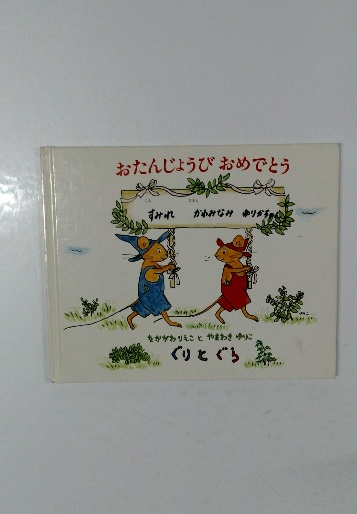 おたんじょうび おめでとう
すみれ かわみなみ ゆりから
なかがわりえこ と やまわき ゆりこ
ぐりとぐら